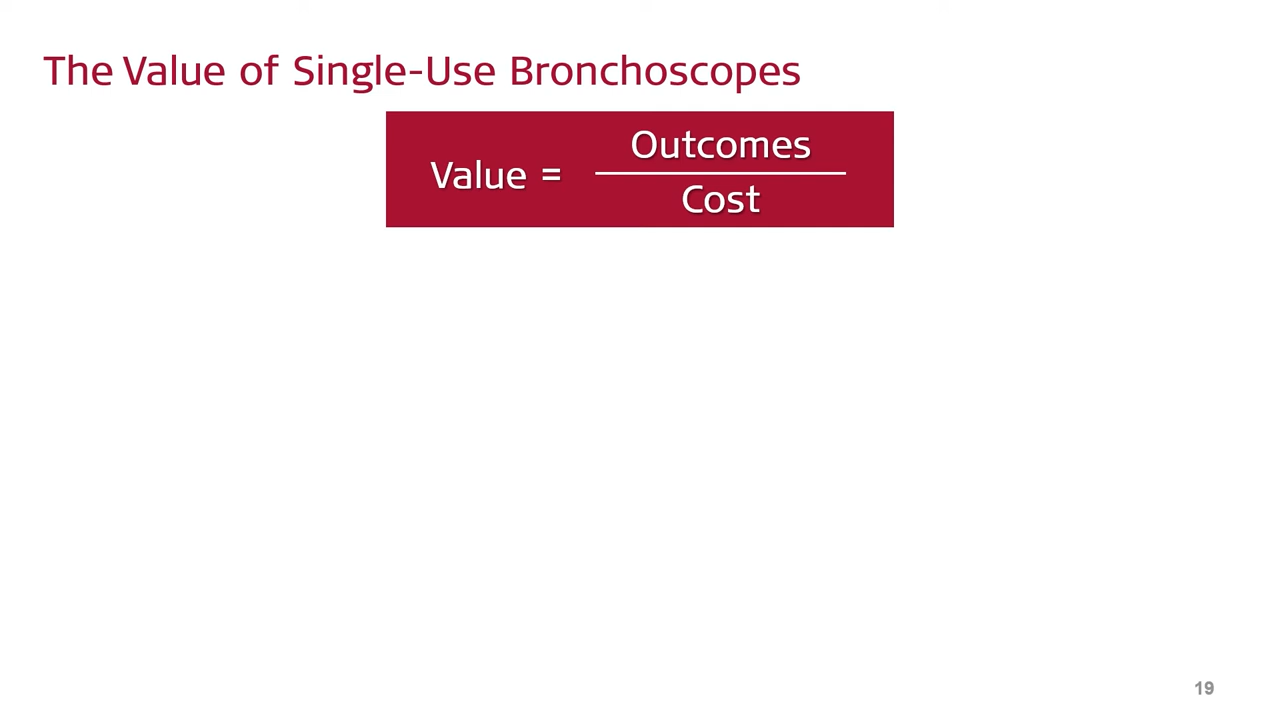 The Value of Single-Use Bronchoscopes
Value =
Outcomes
Cost
19